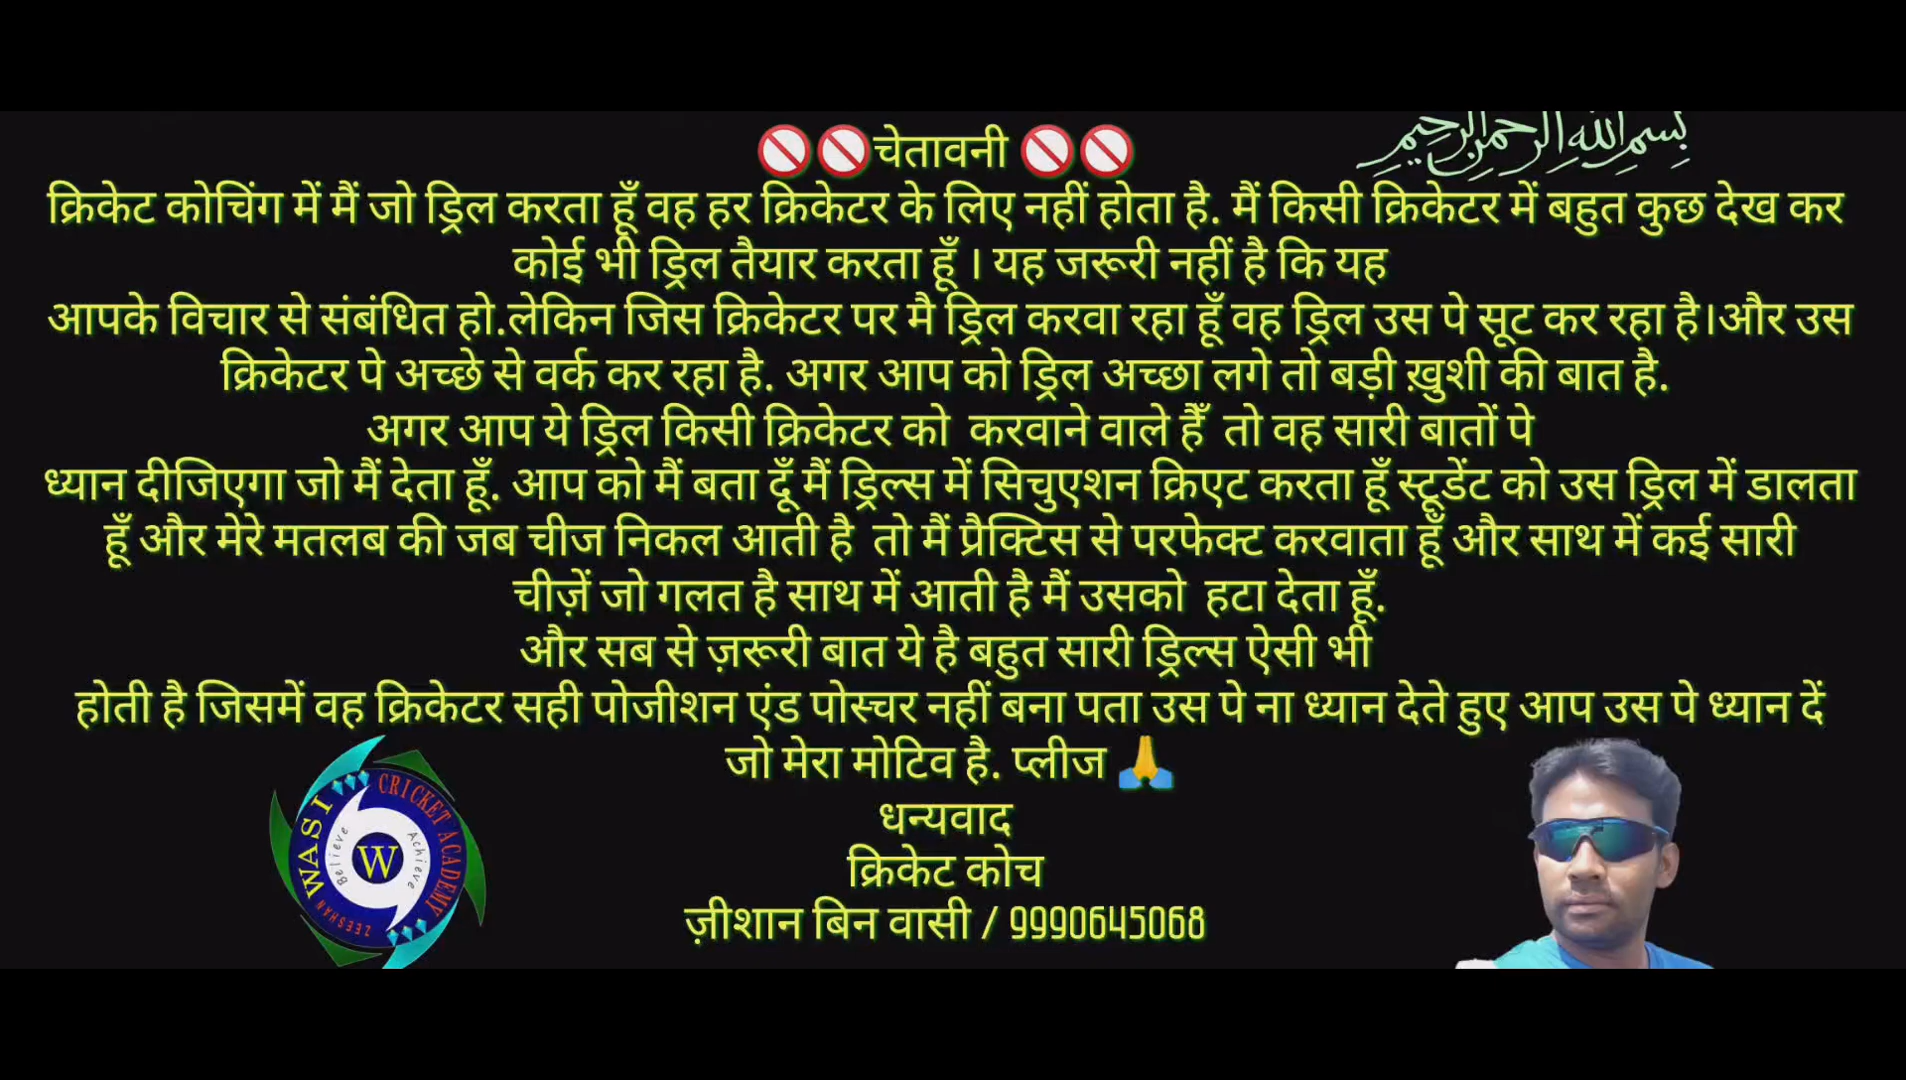 🚫🚫चेतावनी 🚫🚫
بِسْمِ اللهِ الرَّحْمٰنِ الرَّحِيْمِ
क्रिकेट कोचिंग में मैं जो ड्रिल करता हूँ वह हर क्रिकेटर के लिए नहीं होता है. मैं किसी क्रिकेटर में बहुत कुछ देख कर
कोई भी ड्रिल तैयार करता हूँ । यह जरूरी नहीं है कि यह
आपके विचार से संबंधित हो.लेकिन जिस क्रिकेटर पर मै ड्रिल करवा रहा हूँ वह ड्रिल उस पे सूट कर रहा है।और उस
क्रिकेटर पे अच्छे से वर्क कर रहा है. अगर आप को ड्रिल अच्छा लगे तो बड़ी ख़ुशी की बात है.
अगर आप ये ड्रिल किसी क्रिकेटर को करवाने वाले हैँ तो वह सारी बातों पे
ध्यान दीजिएगा जो मैं देता हूँ. आप को मैं बता दूँ मैं ड्रिल्स में सिचुएशन क्रिएट करता हूँ स्टूडेंट को उस ड्रिल में डालता
हूँ और मेरे मतलब की जब चीज निकल आती है तो मैं प्रैक्टिस से परफेक्ट करवाता हूँ और साथ में कई सारी
चीज़ें जो गलत है साथ में आती है मैं उसको हटा देता हूँ.
और सब से ज़रूरी बात ये है बहुत सारी ड्रिल्स ऐसी भी
होती है जिसमें वह क्रिकेटर सही पोजीशन एंड पोस्चर नहीं बना पता उस पे ना ध्यान देते हुए आप उस पे ध्यान दें
जो मेरा मोटिव है. प्लीज 🙏
धन्यवाद
क्रिकेट कोच
ज़ीशान बिन वासी / 9990645068
WASI CRICKET ACADEMY
Believe Achieve
W
ZEESHAN